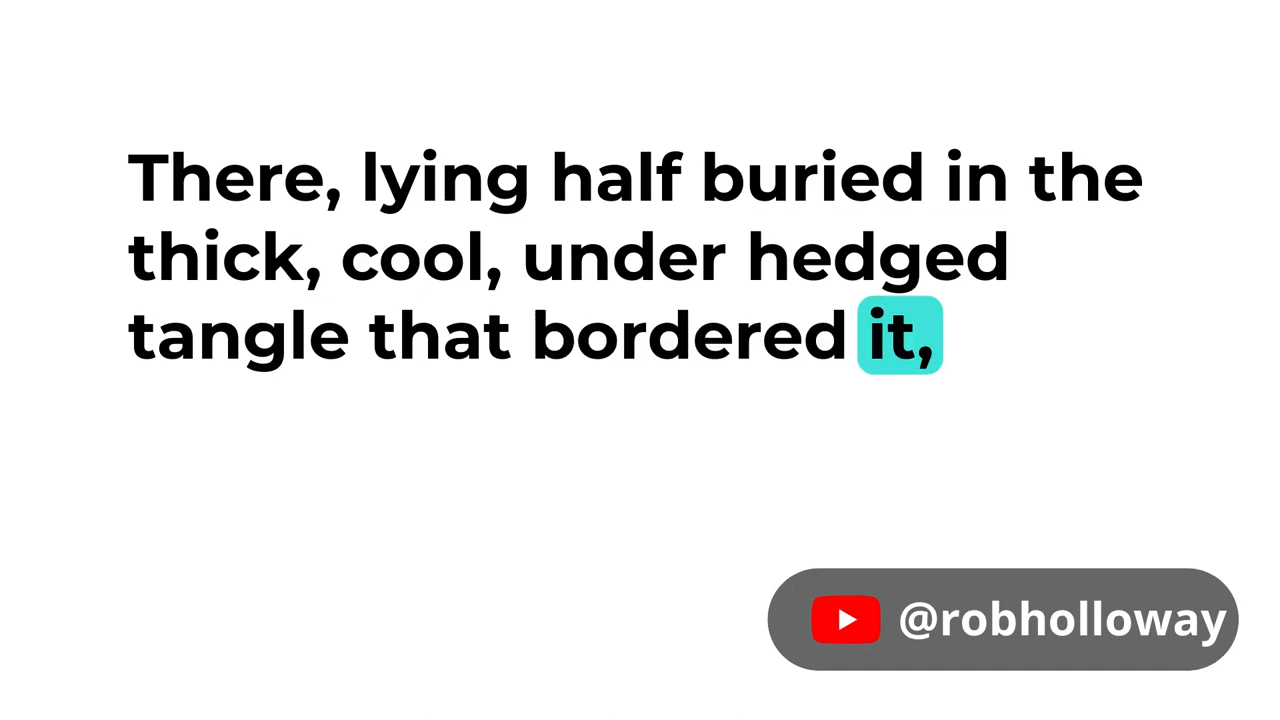 There, lying half buried in the
thick, cool, under hedged
tangle that bordered it,
@robholloway